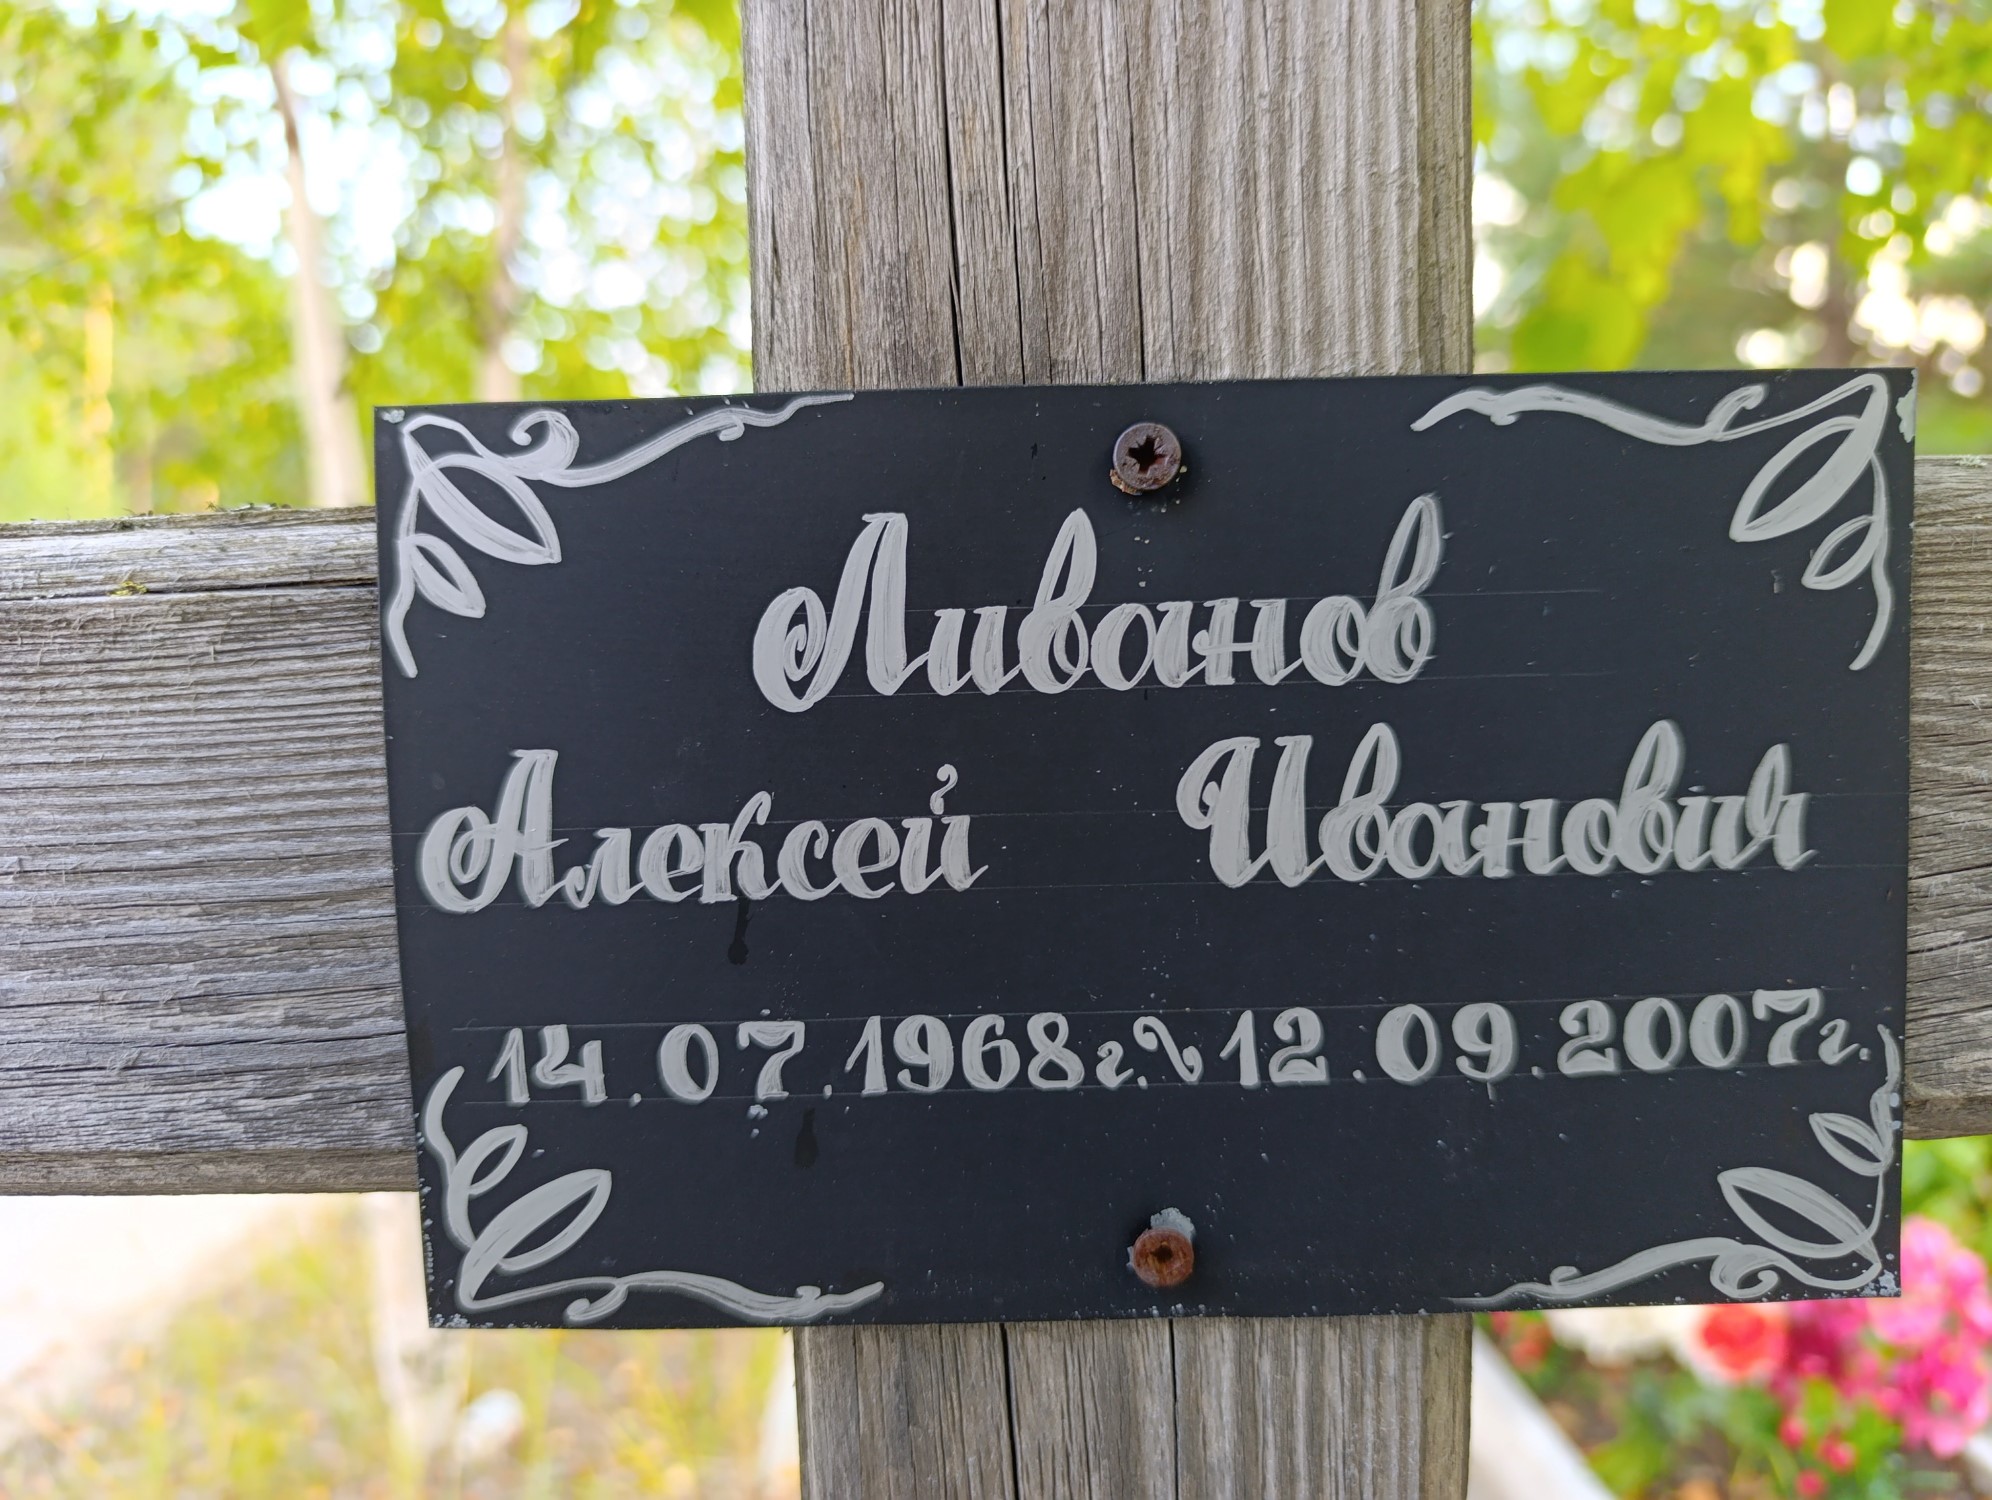 Ливанов
Алексей Иванович
14.07.1968г. ~ 12.09.2007г.